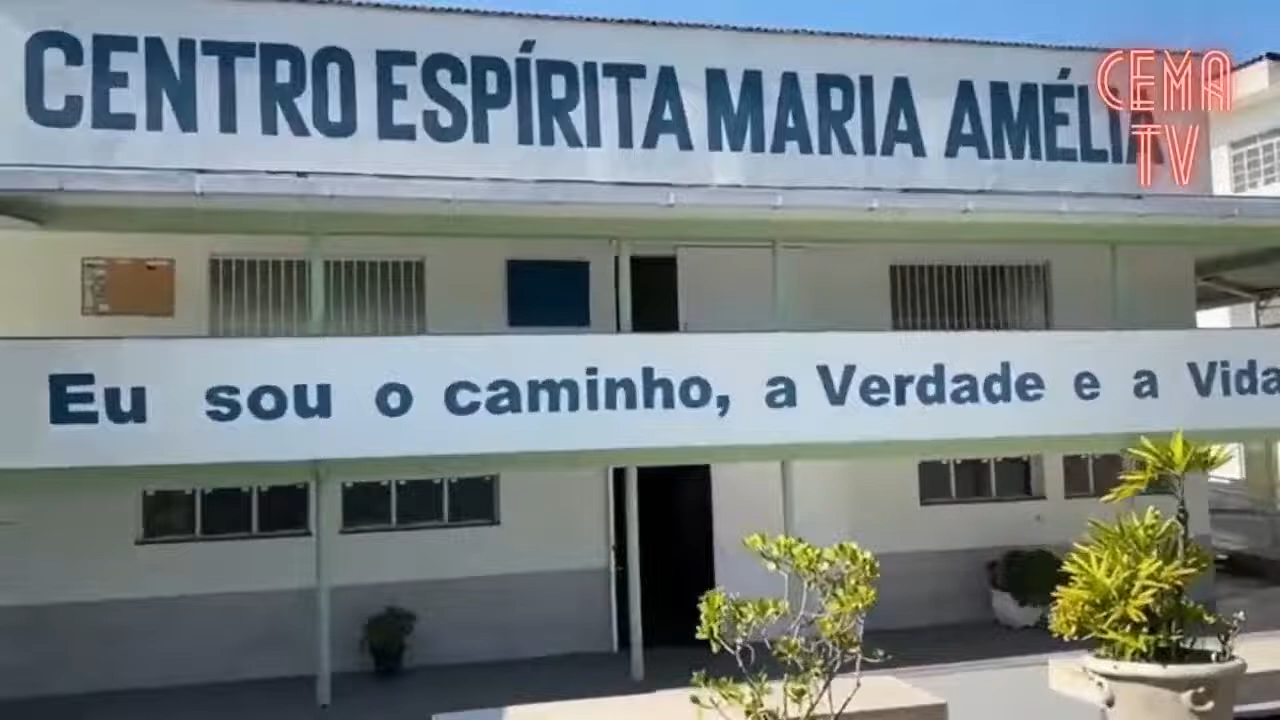 CENTRO ESPÍRITA MARIA AMÉLIA
CEMA
TV
Eu sou o caminho, a Verdade e a Vida